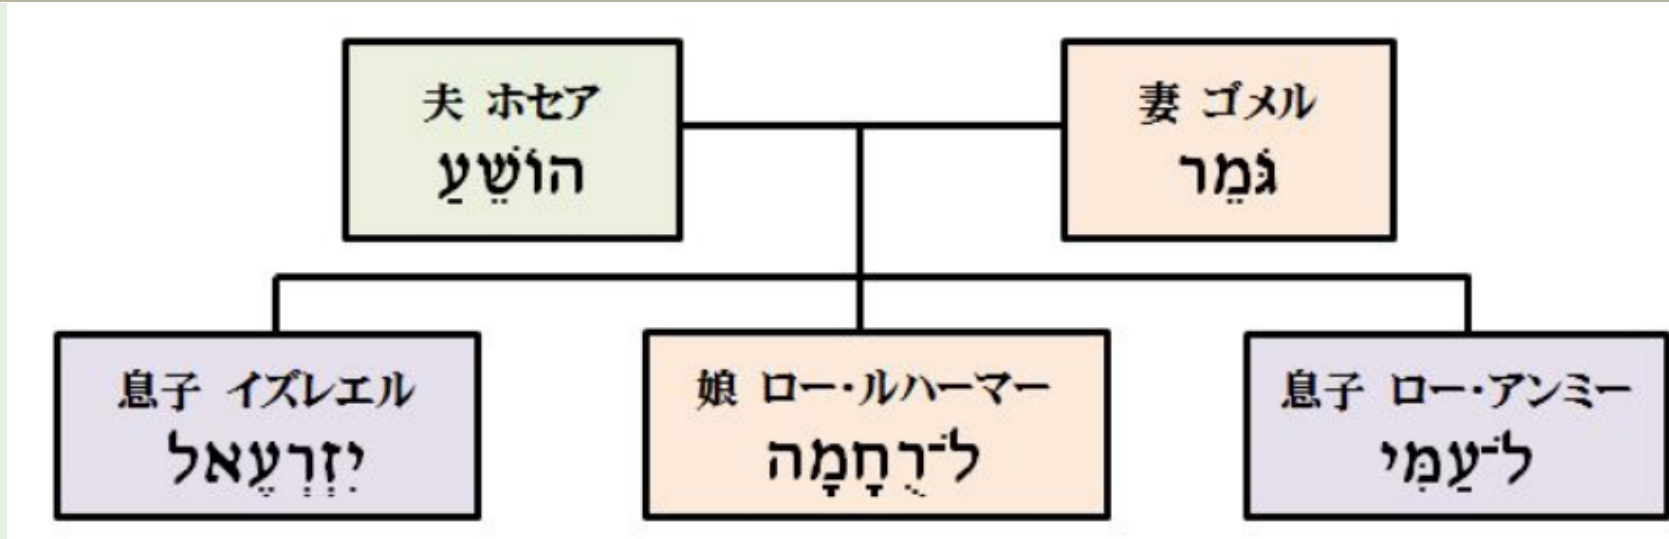 夫 ホセア
הוֹשֵׁעַ
妻 ゴメル
גֹּמֵר
息子 イズレエル
יִזְרְעֶאל
娘 ロー・ルハーマー
לֹ־רֻחָמָה
息子 ロー・アンミー
לֹ־עַמִּי